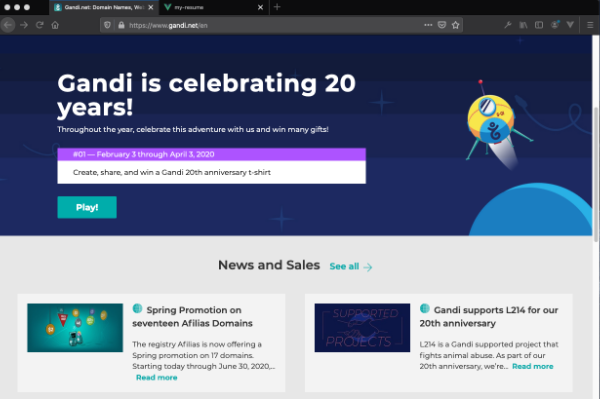 Gandi.net: Domain Names, Web
my-resume
https://www.gandi.net/en
Gandi is celebrating 20
years!
Throughout the year, celebrate this adventure with us and win many gifts!
#01 — February 3 through April 3, 2020
Create, share, and win a Gandi 20th anniversary t-shirt
Play!
News and Sales See all →
Spring Promotion on
seventeen Afilias Domains
The registry Afilias is now offering a
Spring promotion on 17 domains.
Starting today through June 30, 2020,...
Read more
SUPPORTED
PROJECTS
Gandi supports L214 for our
20th anniversary
L214 is a Gandi supported project that
fights animal abuse. As part of our
20th anniversary, we're... Read more